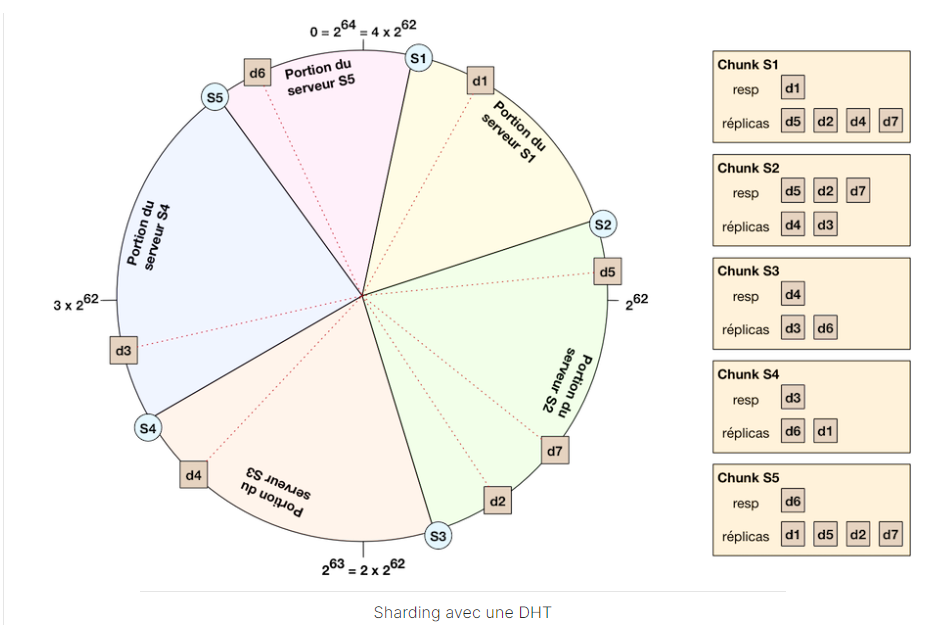 0 = 2^64 = 4 x 2^62
S1
d6
Portion du
serveur S5
d1
S5
Portion du
serveur S1
S2
Portion du
serveur S4
d5
3 x 2^62
2^62
d3
Portion du
serveur S2
S4
d7
d4
Portion du
serveur S3
d2
S3
2^63 = 2 x 2^62
Chunk S1
resp d1
réplicas d5 d2 d4 d7
Chunk S2
resp d5 d2 d7
réplicas d4 d3
Chunk S3
resp d4
réplicas d3 d6
Chunk S4
resp d3
réplicas d6 d1
Chunk S5
resp d6
réplicas d1 d5 d2 d7
Sharding avec une DHT